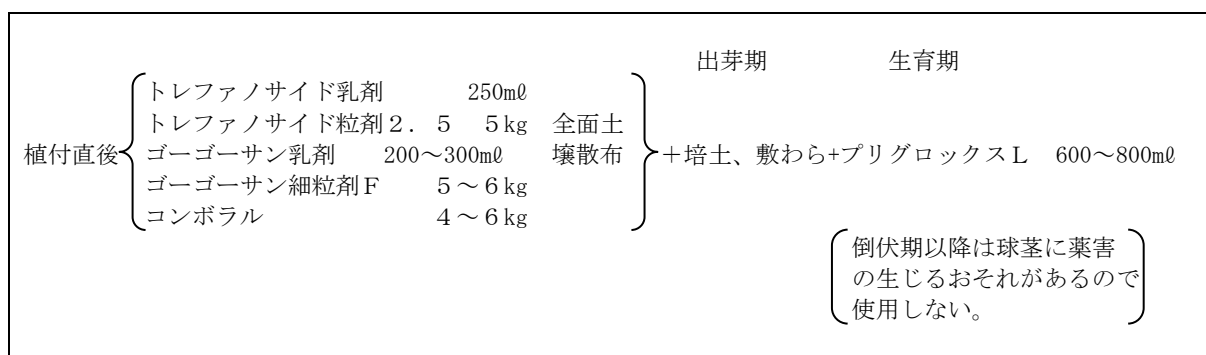 出芽期 生育期
トレファノサイド乳剤 250mℓ
トレファノサイド粒剤2.5 5kg 全面土
植付直後 ゴーゴーサン乳剤 200~300mℓ 壌散布 +培土、敷わら+プリグロックスL 600~800mℓ
ゴーゴーサン細粒剤F 5~6kg
コンボラル 4~6kg
倒伏期以降は球茎に薬害
の生じるおそれがあるので
使用しない。